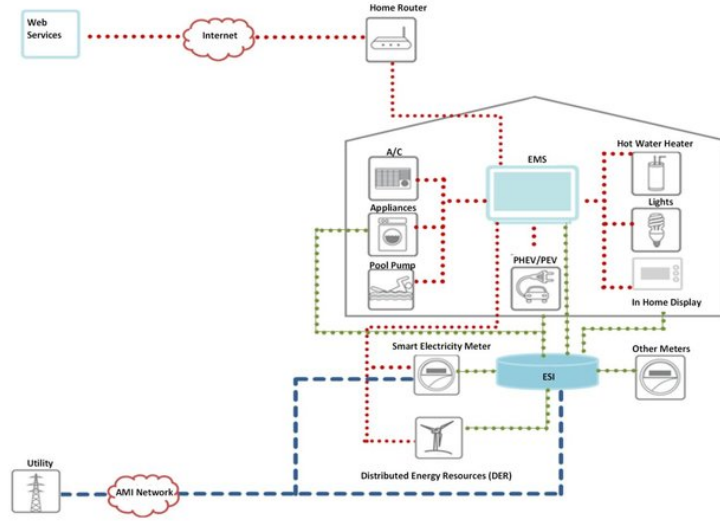 Home Router
Web
Services
Internet
A/C
EMS
Hot Water Heater
Appliances
Lights
Pool Pump
PHEV/PEV
In Home Display
Smart Electricity Meter
Other Meters
ESI
Utility
Distributed Energy Resources (DER)
AMI Network